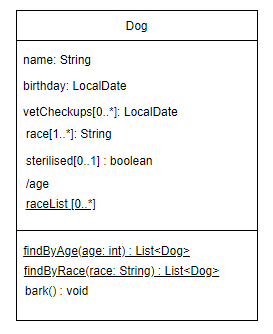 Dog
name: String
birthday: LocalDate
vetCheckups[0..*]: LocalDate
race[1..*]: String
sterilised[0..1] : boolean
/age
raceList [0..*]
findByAge(age: int) : List<Dog>
findByRace(race: String) : List<Dog>
bark() : void